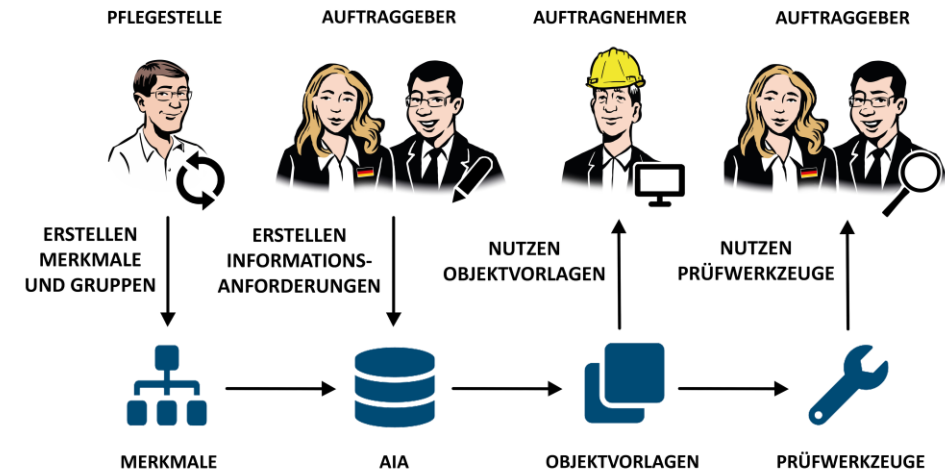 PFLEGESTELLE
AUFTRAGGEBER
AUFTRAGNEHMER
AUFTRAGGEBER
ERSTELLEN
MERKMALE
UND GRUPPEN
ERSTELLEN
INFORMATIONS-
ANFORDERUNGEN
NUTZEN
OBJEKTVORLAGEN
NUTZEN
PRÜFWERKZEUGE
MERKMALE
AIA
OBJEKTVORLAGEN
PRÜFWERKZEUGE